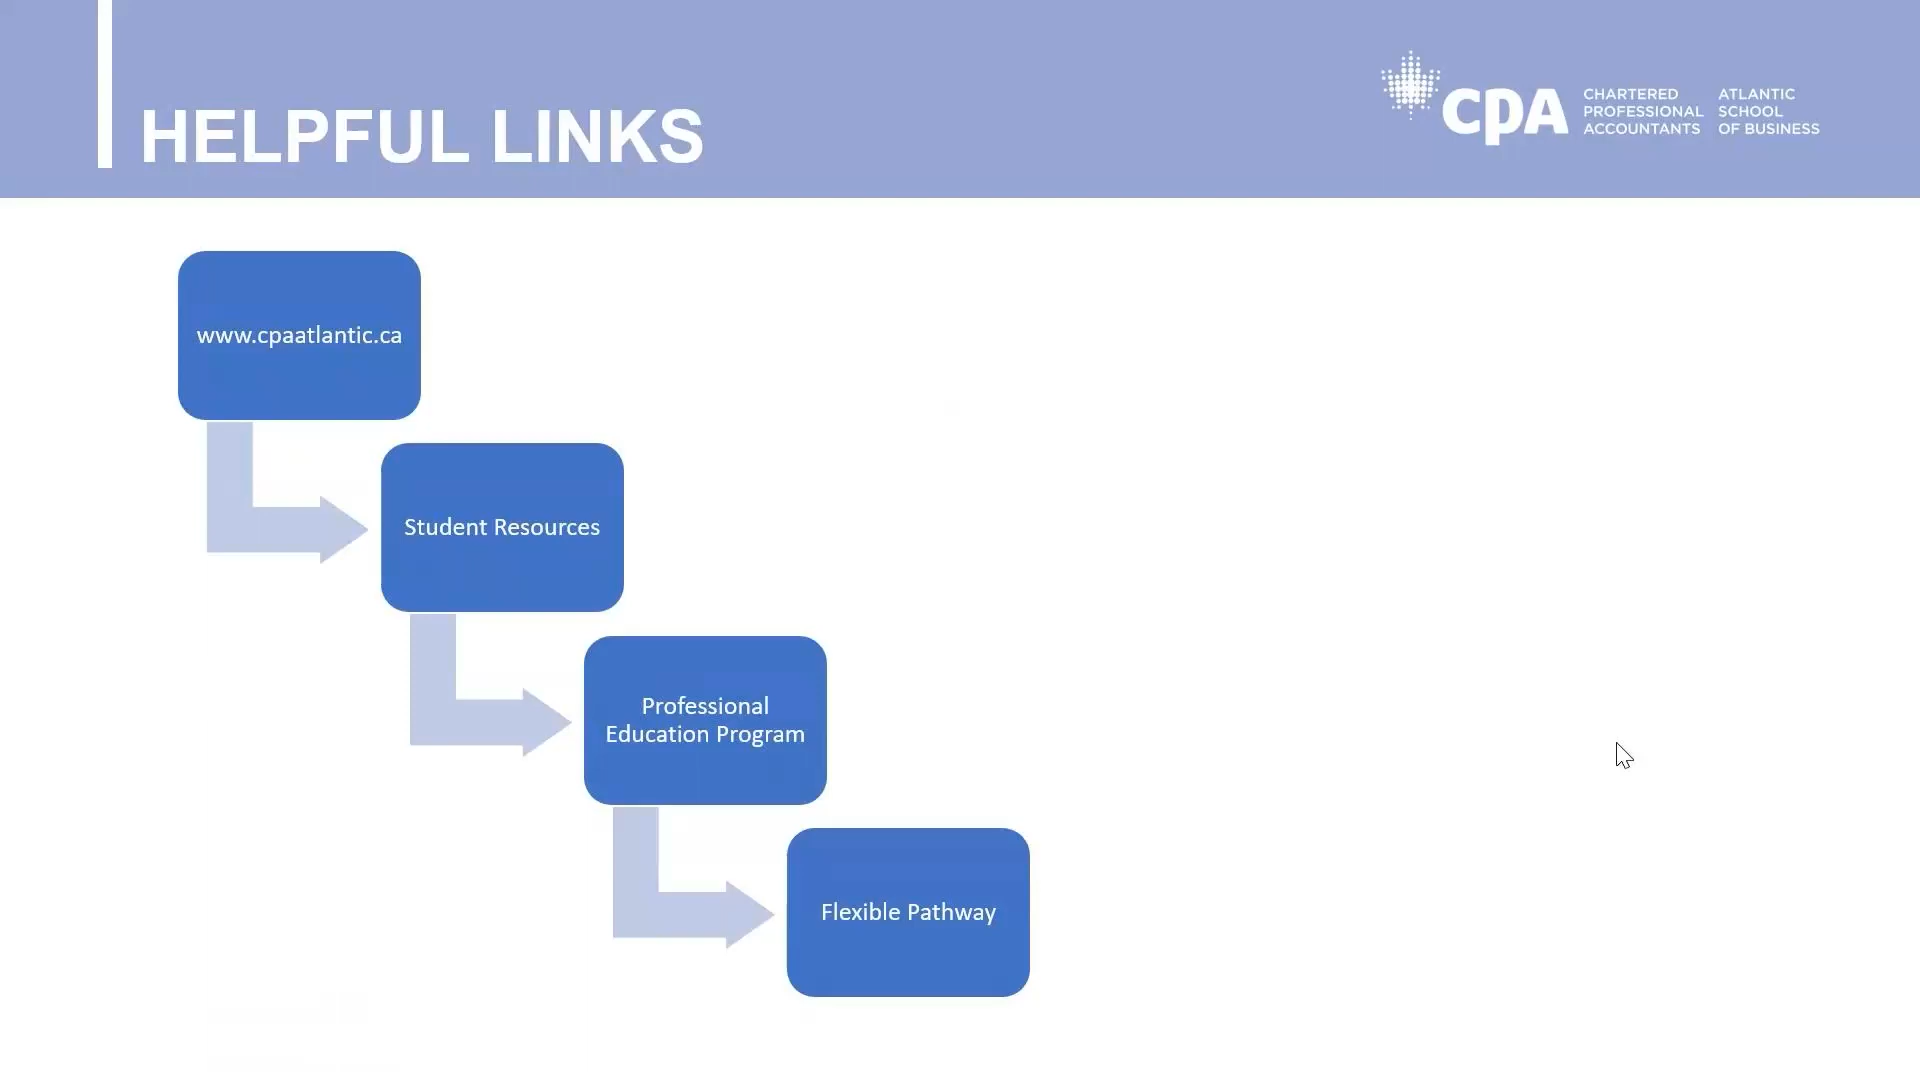 HELPFUL LINKS
cpa
CHARTERED
PROFESSIONAL
ACCOUNTANTS
ATLANTIC
SCHOOL
OF BUSINESS
www.cpaatlantic.ca
Student Resources
Professional
Education Program
Flexible Pathway